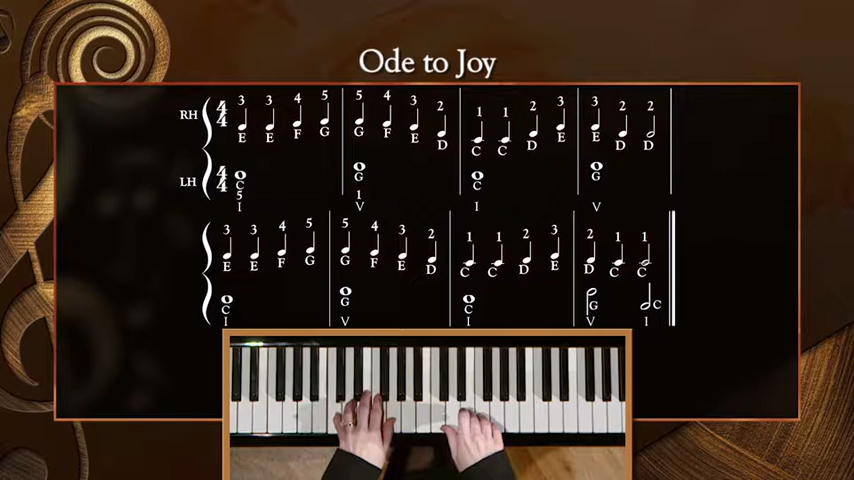 Ode to Joy
3 3 4 5 5 4 3 2 1 1 2 3 3 2 2
RH 4 4 E E F G G F E D C C D E E D D
LH 4 4 C G C G
5 1
I V I V
3 3 4 5 5 4 3 2 1 1 2 3 2 1 1
E E F G G F E D C C D E D C C
C G C G C
I V I V I